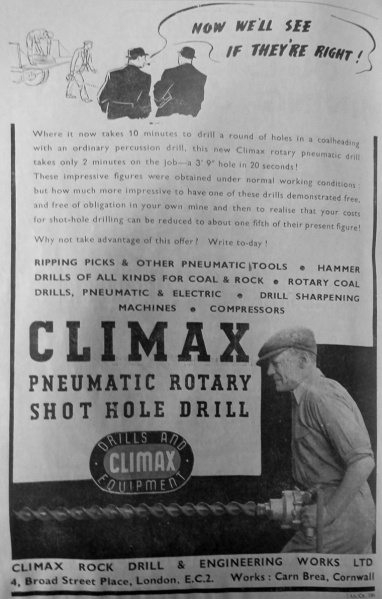 NOW WE'LL SEE
IF THEY'RE RIGHT!
Where it now takes 10 minutes to drill a round of holes in a coalheading
with an ordinary percussion drill, this new Climax rotary pneumatic drill
takes only 2 minutes on the job—a 3' 9" hole in 20 seconds!
These impressive figures were obtained under normal working conditions:
but how much more impressive to have one of these drills demonstrated free,
and free of obligation in your own mine and then to realise that your costs
for shot-hole drilling can be reduced to about one fifth of their present figure!
Why not take advantage of this offer? Write to-day!
RIPPING PICKS & OTHER PNEUMATIC TOOLS • HAMMER
DRILLS OF ALL KINDS FOR COAL & ROCK • ROTARY COAL
DRILLS, PNEUMATIC & ELECTRIC • DRILL SHARPENING
MACHINES • COMPRESSORS
CLIMAX
PNEUMATIC ROTARY
SHOT HOLE DRILL
DRILLS AND
CLIMAX
EQUIPMENT
CLIMAX ROCK DRILL & ENGINEERING WORKS LTD
4, Broad Street Place, London, E.C.2. Works: Carn Brea, Cornwall